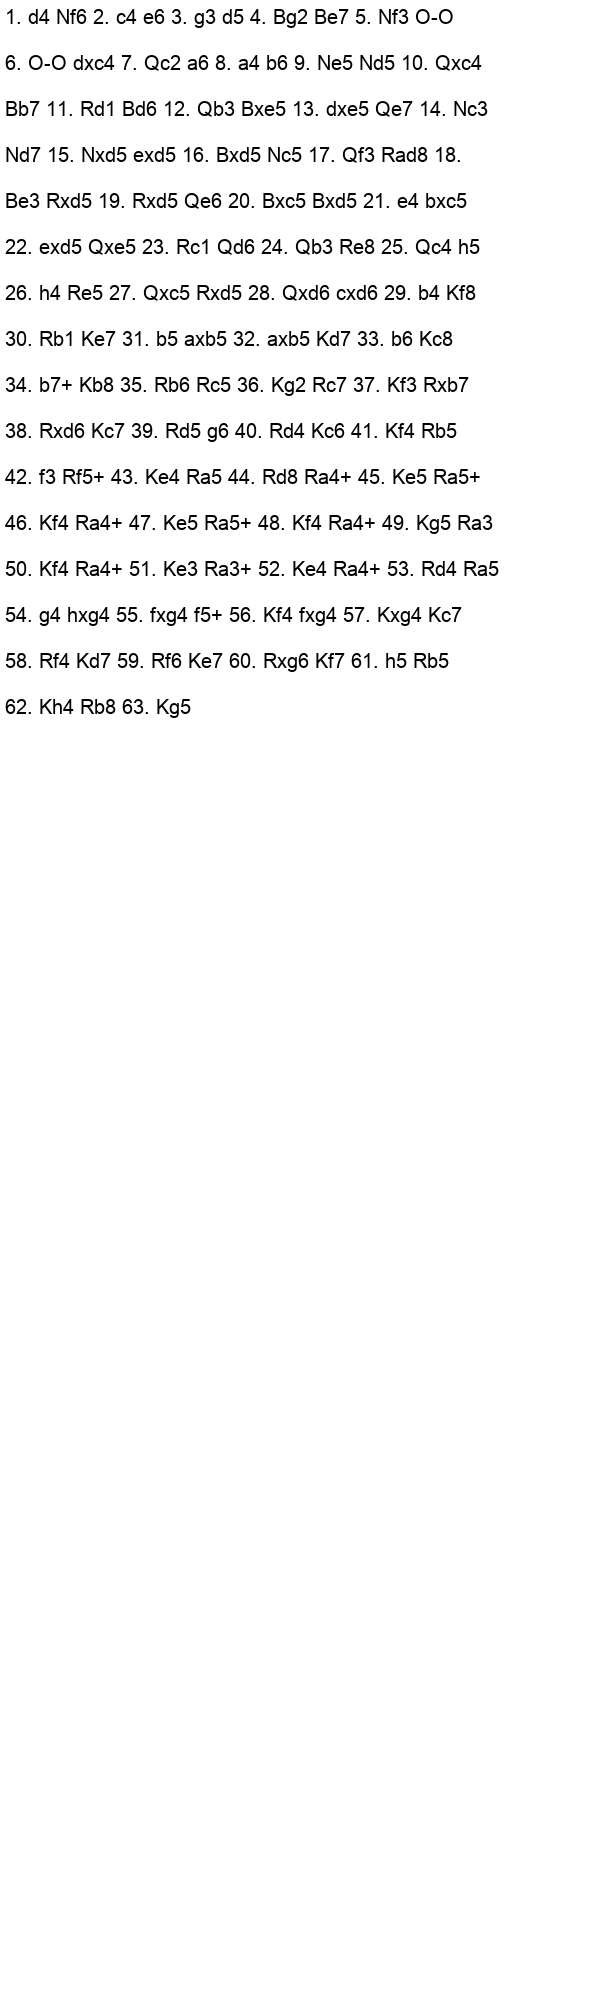 1. d4 Nf6 2. c4 e6 3. g3 d5 4. Bg2 Be7 5. Nf3 O-O
6. O-O dxc4 7. Qc2 a6 8. a4 b6 9. Ne5 Nd5 10. Qxc4
Bb7 11. Rd1 Bd6 12. Qb3 Bxe5 13. dxe5 Qe7 14. Nc3
Nd7 15. Nxd5 exd5 16. Bxd5 Nc5 17. Qf3 Rad8 18.
Be3 Rxd5 19. Rxd5 Qe6 20. Bxc5 Bxd5 21. e4 bxc5
22. exd5 Qxe5 23. Rc1 Qd6 24. Qb3 Re8 25. Qc4 h5
26. h4 Re5 27. Qxc5 Rxd5 28. Qxd6 cxd6 29. b4 Kf8
30. Rb1 Ke7 31. b5 axb5 32. axb5 Kd7 33. b6 Kc8
34. b7+ Kb8 35. Rb6 Rc5 36. Kg2 Rc7 37. Kf3 Rxb7
38. Rxd6 Kc7 39. Rd5 g6 40. Rd4 Kc6 41. Kf4 Rb5
42. f3 Rf5+ 43. Ke4 Ra5 44. Rd8 Ra4+ 45. Ke5 Ra5+
46. Kf4 Ra4+ 47. Ke5 Ra5+ 48. Kf4 Ra4+ 49. Kg5 Ra3
50. Kf4 Ra4+ 51. Ke3 Ra3+ 52. Ke4 Ra4+ 53. Rd4 Ra5
54. g4 hxg4 55. fxg4 f5+ 56. Kf4 fxg4 57. Kxg4 Kc7
58. Rf4 Kd7 59. Rf6 Ke7 60. Rxg6 Kf7 61. h5 Rb5
62. Kh4 Rb8 63. Kg5